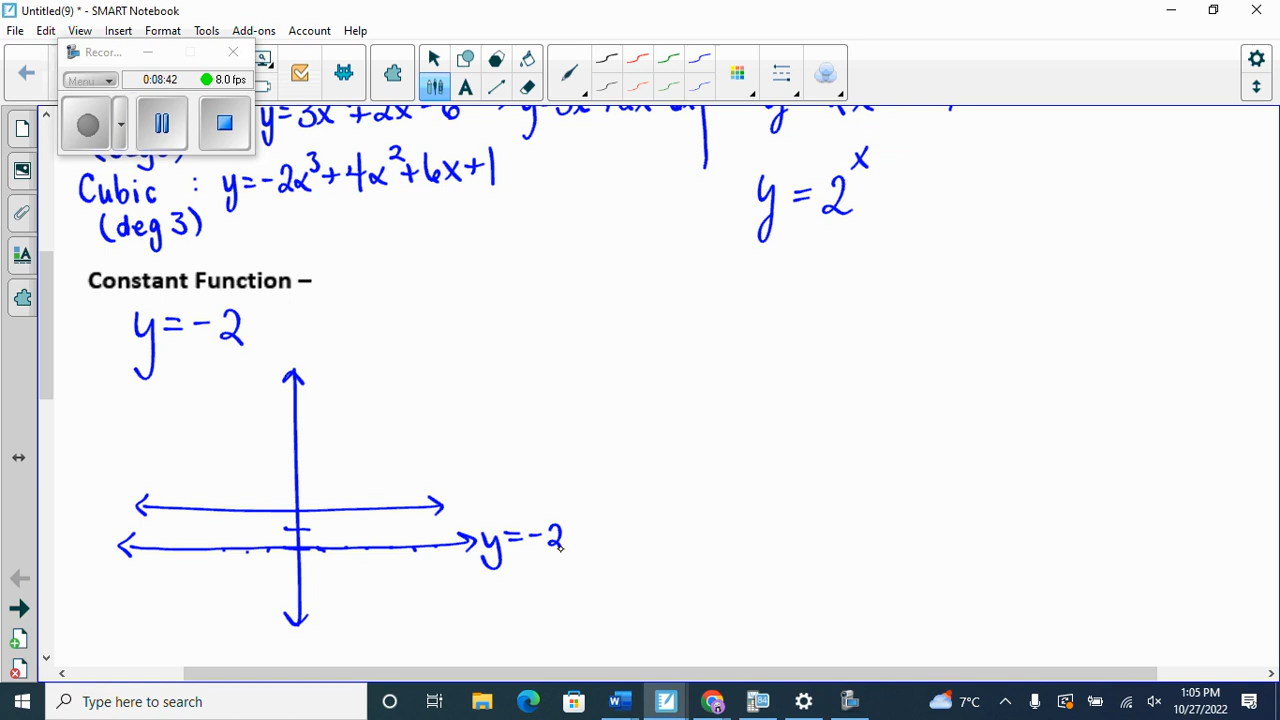 Untitled(9) * - SMART Notebook
File Edit View Insert Format Tools Add-ons Account Help
Recor...
Menu 0:08:42 8.0 fps
Cubic : y=-2x³+4x²+6x+1
(deg 3)
y = 2ˣ
Constant Function –
y=-2
y=-2
Type here to search
7°C
1:05 PM
10/27/2022